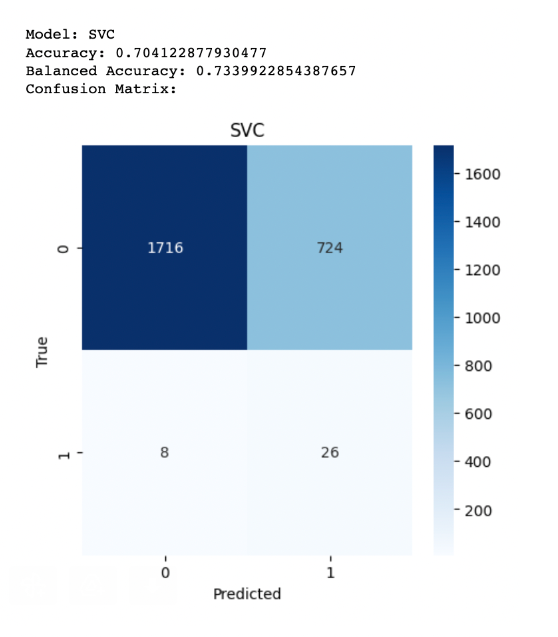 Model: SVC
Accuracy: 0.704122877930477
Balanced Accuracy: 0.7339922854387657
Confusion Matrix:
SVC
1600
1400
1200
1000
800
600
400
200
0
1
True
1716 724
8 26
0 1
Predicted